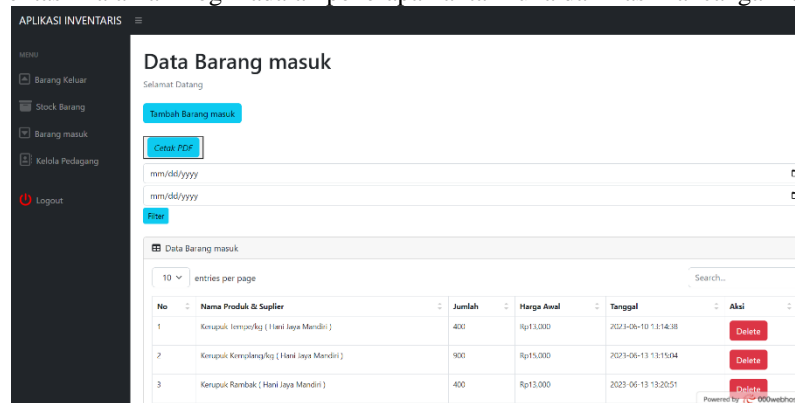 APLIKASI INVENTARIS
MENU
Barang Keluar
Stock Barang
Barang masuk
Kelola Pedagang
Logout
Data Barang masuk
Selamat Datang
Tambah Barang masuk
Cetak PDF
mm/dd/yyyy
mm/dd/yyyy
Filter
Data Barang masuk
10 entries per page
Search...
No Nama Produk & Suplier Jumlah Harga Awal Tanggal Aksi
1 Kerupuk Tempe/kg ( Hani Jaya Mandiri ) 400 Rp13,000 2023-06-10 13:14:38 Delete
2 Kerupuk Kemplang/kg ( Hani Jaya Mandiri ) 900 Rp15,000 2023-06-13 13:15:04 Delete
3 Kerupuk Rambak ( Hani Jaya Mandiri ) 400 Rp13,000 2023-06-13 13:20:51 Delete
Powered by 000webhos